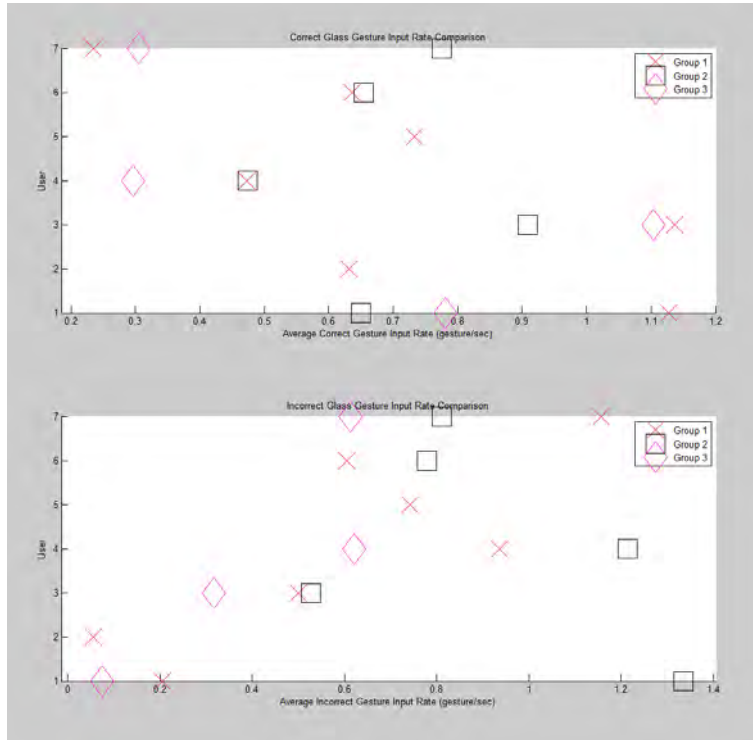 Correct Glass Gesture Input Rate Comparison
7
6
5
4
3
2
1
User
Group 1
Group 2
Group 3
0.2 0.3 0.4 0.5 0.6 0.7 0.8 0.9 1 1.1 1.2
Average Correct Gesture Input Rate (gesture/sec)
Incorrect Glass Gesture Input Rate Comparison
7
6
5
4
3
2
1
User
Group 1
Group 2
Group 3
0 0.2 0.4 0.6 0.8 1 1.2 1.4
Average Incorrect Gesture Input Rate (gesture/sec)